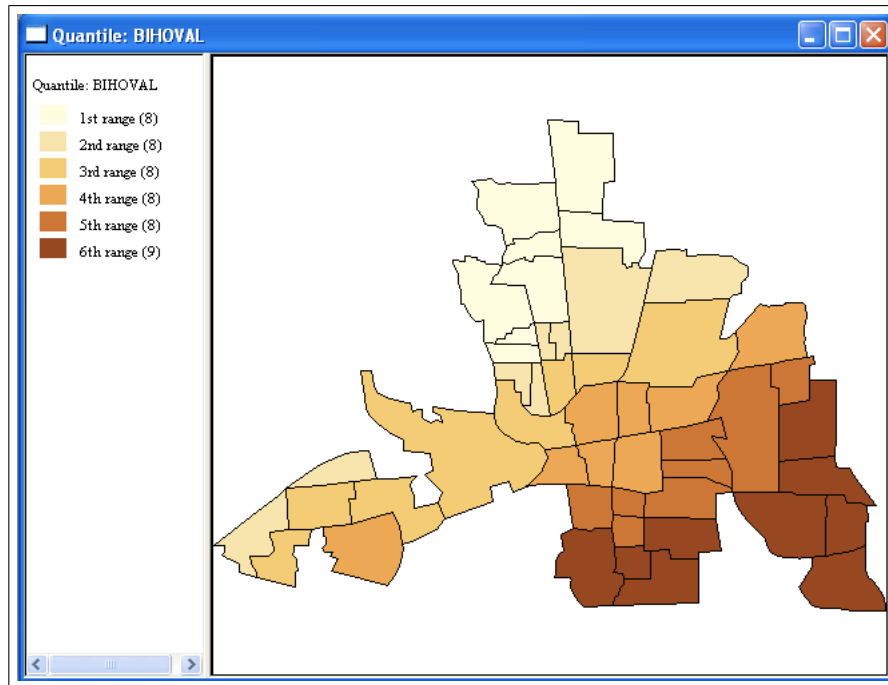 Quantile: BIHOVAL
Quantile: BIHOVAL
1st range (8)
2nd range (8)
3rd range (8)
4th range (8)
5th range (8)
6th range (9)